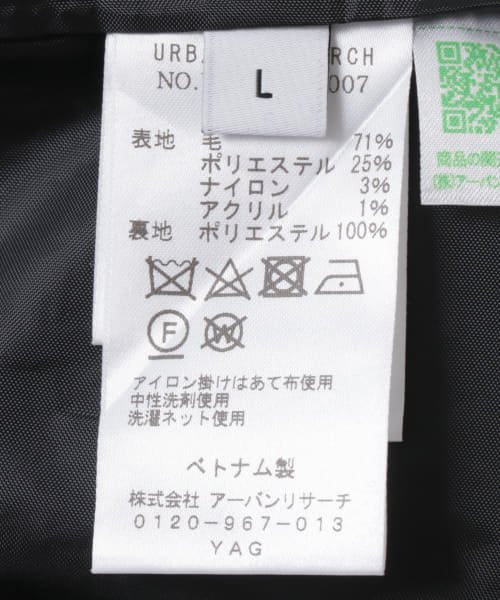 L
NO.
007
表地 毛 71%
ポリエステル 25%
ナイロン 3%
アクリル 1%
裏地 ポリエステル 100%
F
W
アイロン掛けはあて布使用
中性洗剤使用
洗濯ネット使用
ベトナム製
株式会社 アーバンリサーチ
0120-967-013
YAG
商品の
(株)アーバン